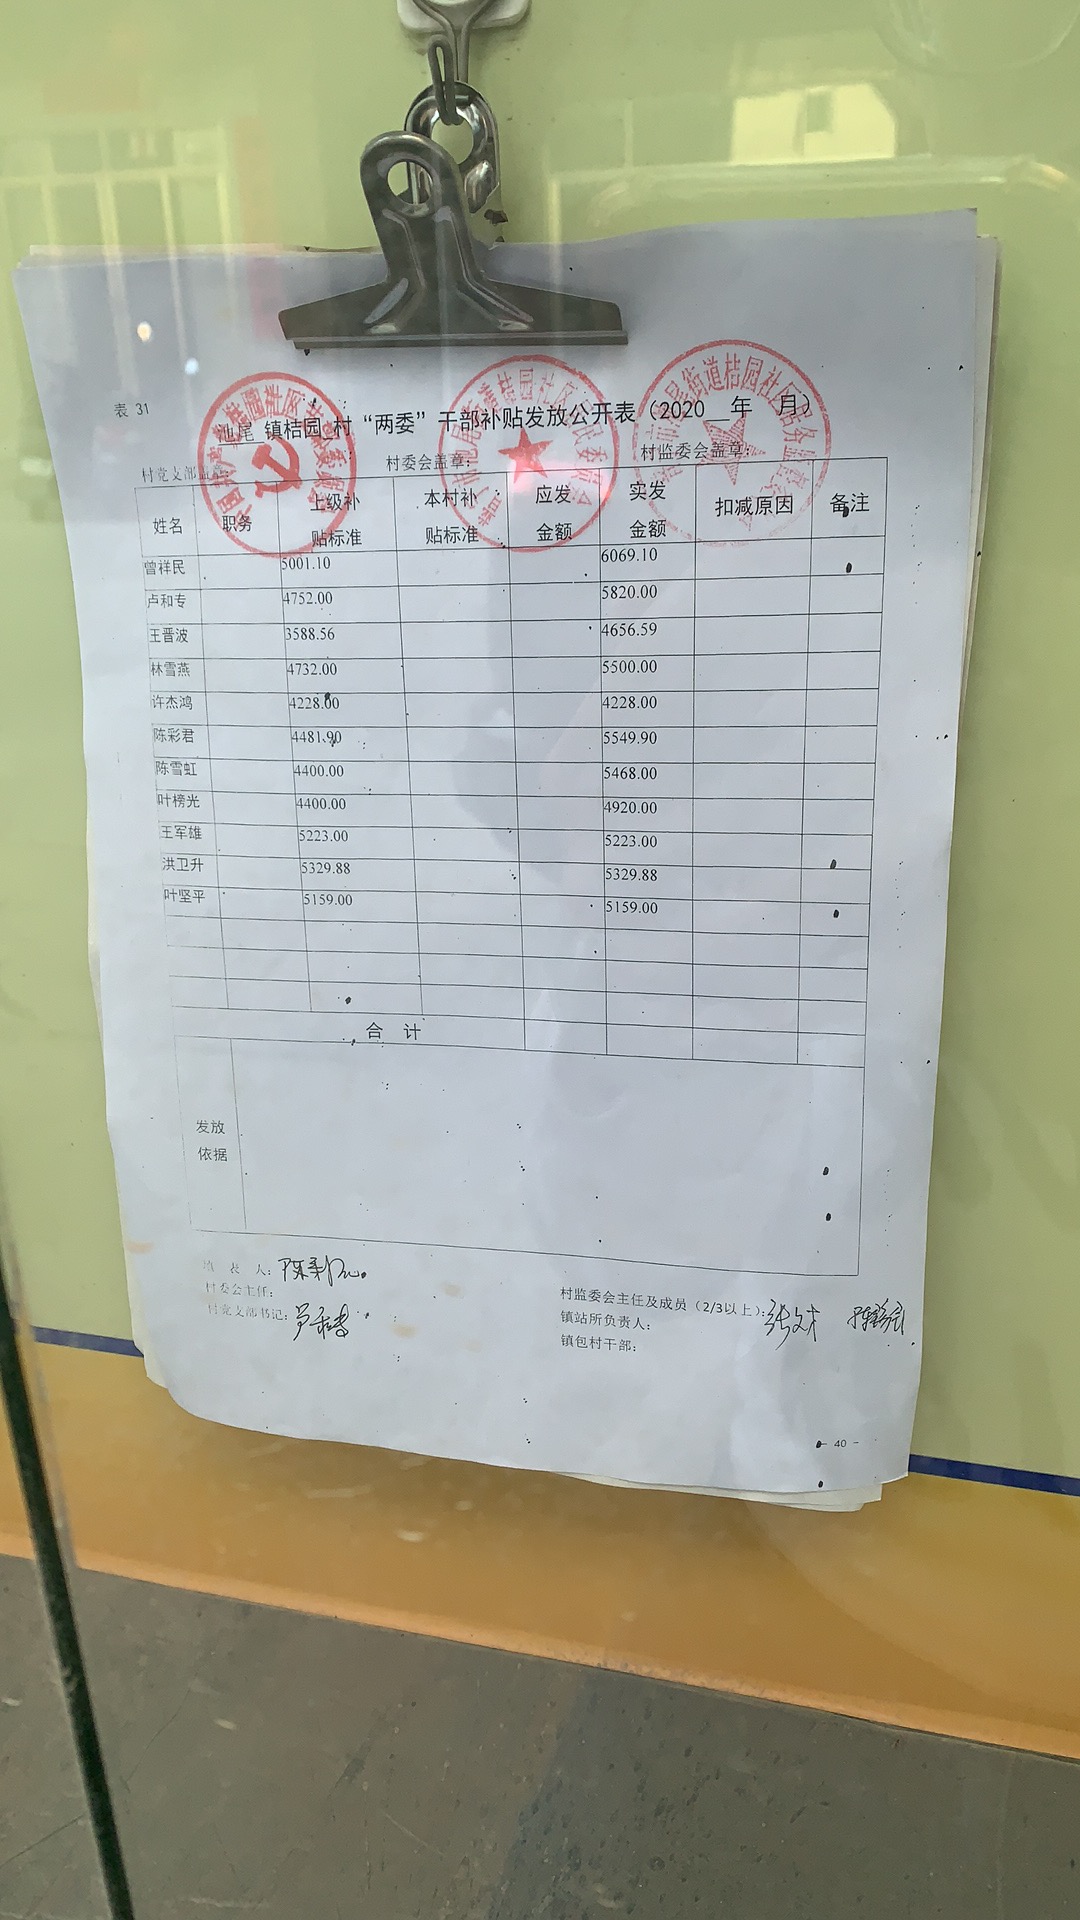 表 31
池尾 镇桔园 村“两委”干部补贴发放公开表（2020 年 月）
村党支部盖章： 村委会盖章： 村监委会盖章：
姓名 职务 上级补贴标准 本村补贴标准 应发金额 实发金额 扣减原因 备注
曾祥民 5001.10 6069.10
卢和专 4752.00 5820.00
王晋波 3588.56 4656.59
林雪燕 4732.00 5500.00
许杰鸿 4228.00 4228.00
陈彩君 4481.90 5549.90
陈雪虹 4400.00 5468.00
叶榜光 4400.00 4920.00
王军雄 5223.00 5223.00
洪卫升 5329.88 5329.88
叶坚平 5159.00 5159.00
合 计
发放依据
填 表 人：
村委会主任：
村党支部书记：
村监委会主任及成员（2/3以上）：
镇站所负责人：
镇包村干部：
- 40 -